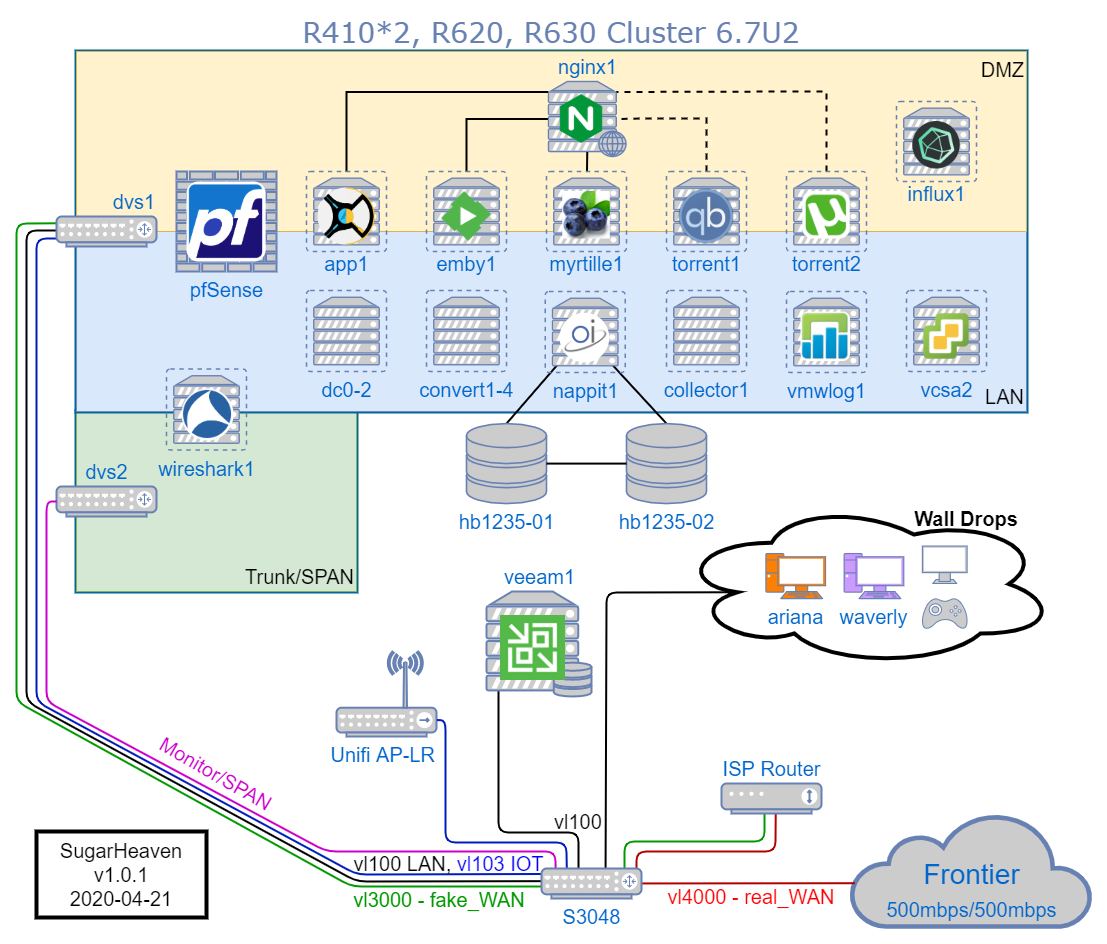 R410*2, R620, R630 Cluster 6.7U2
DMZ
nginx1
N
influx1
dvs1
pf
pfSense
app1
emby1
myrtille1
qb
torrent1
µ
torrent2
dc0-2
convert1-4
oi
nappit1
collector1
vmwlog1
vcsa2
LAN
wireshark1
dvs2
Trunk/SPAN
hb1235-01
hb1235-02
Wall Drops
ariana
waverly
veeam1
Unifi AP-LR
Monitor/SPAN
ISP Router
vl100
vl100 LAN, vl103 IOT
vl3000 - fake_WAN
S3048
vl4000 - real_WAN
Frontier
500mbps/500mbps
SugarHeaven
v1.0.1
2020-04-21